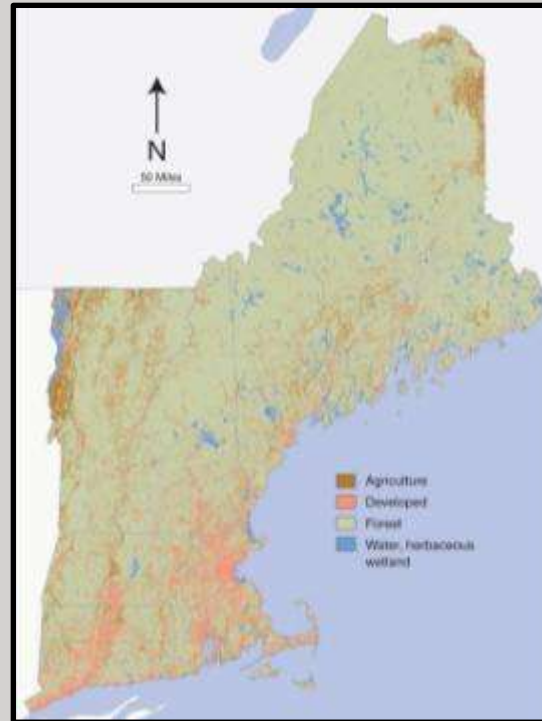 N
50 Miles
Agriculture
Developed
Forest
Water, herbaceous
wetland